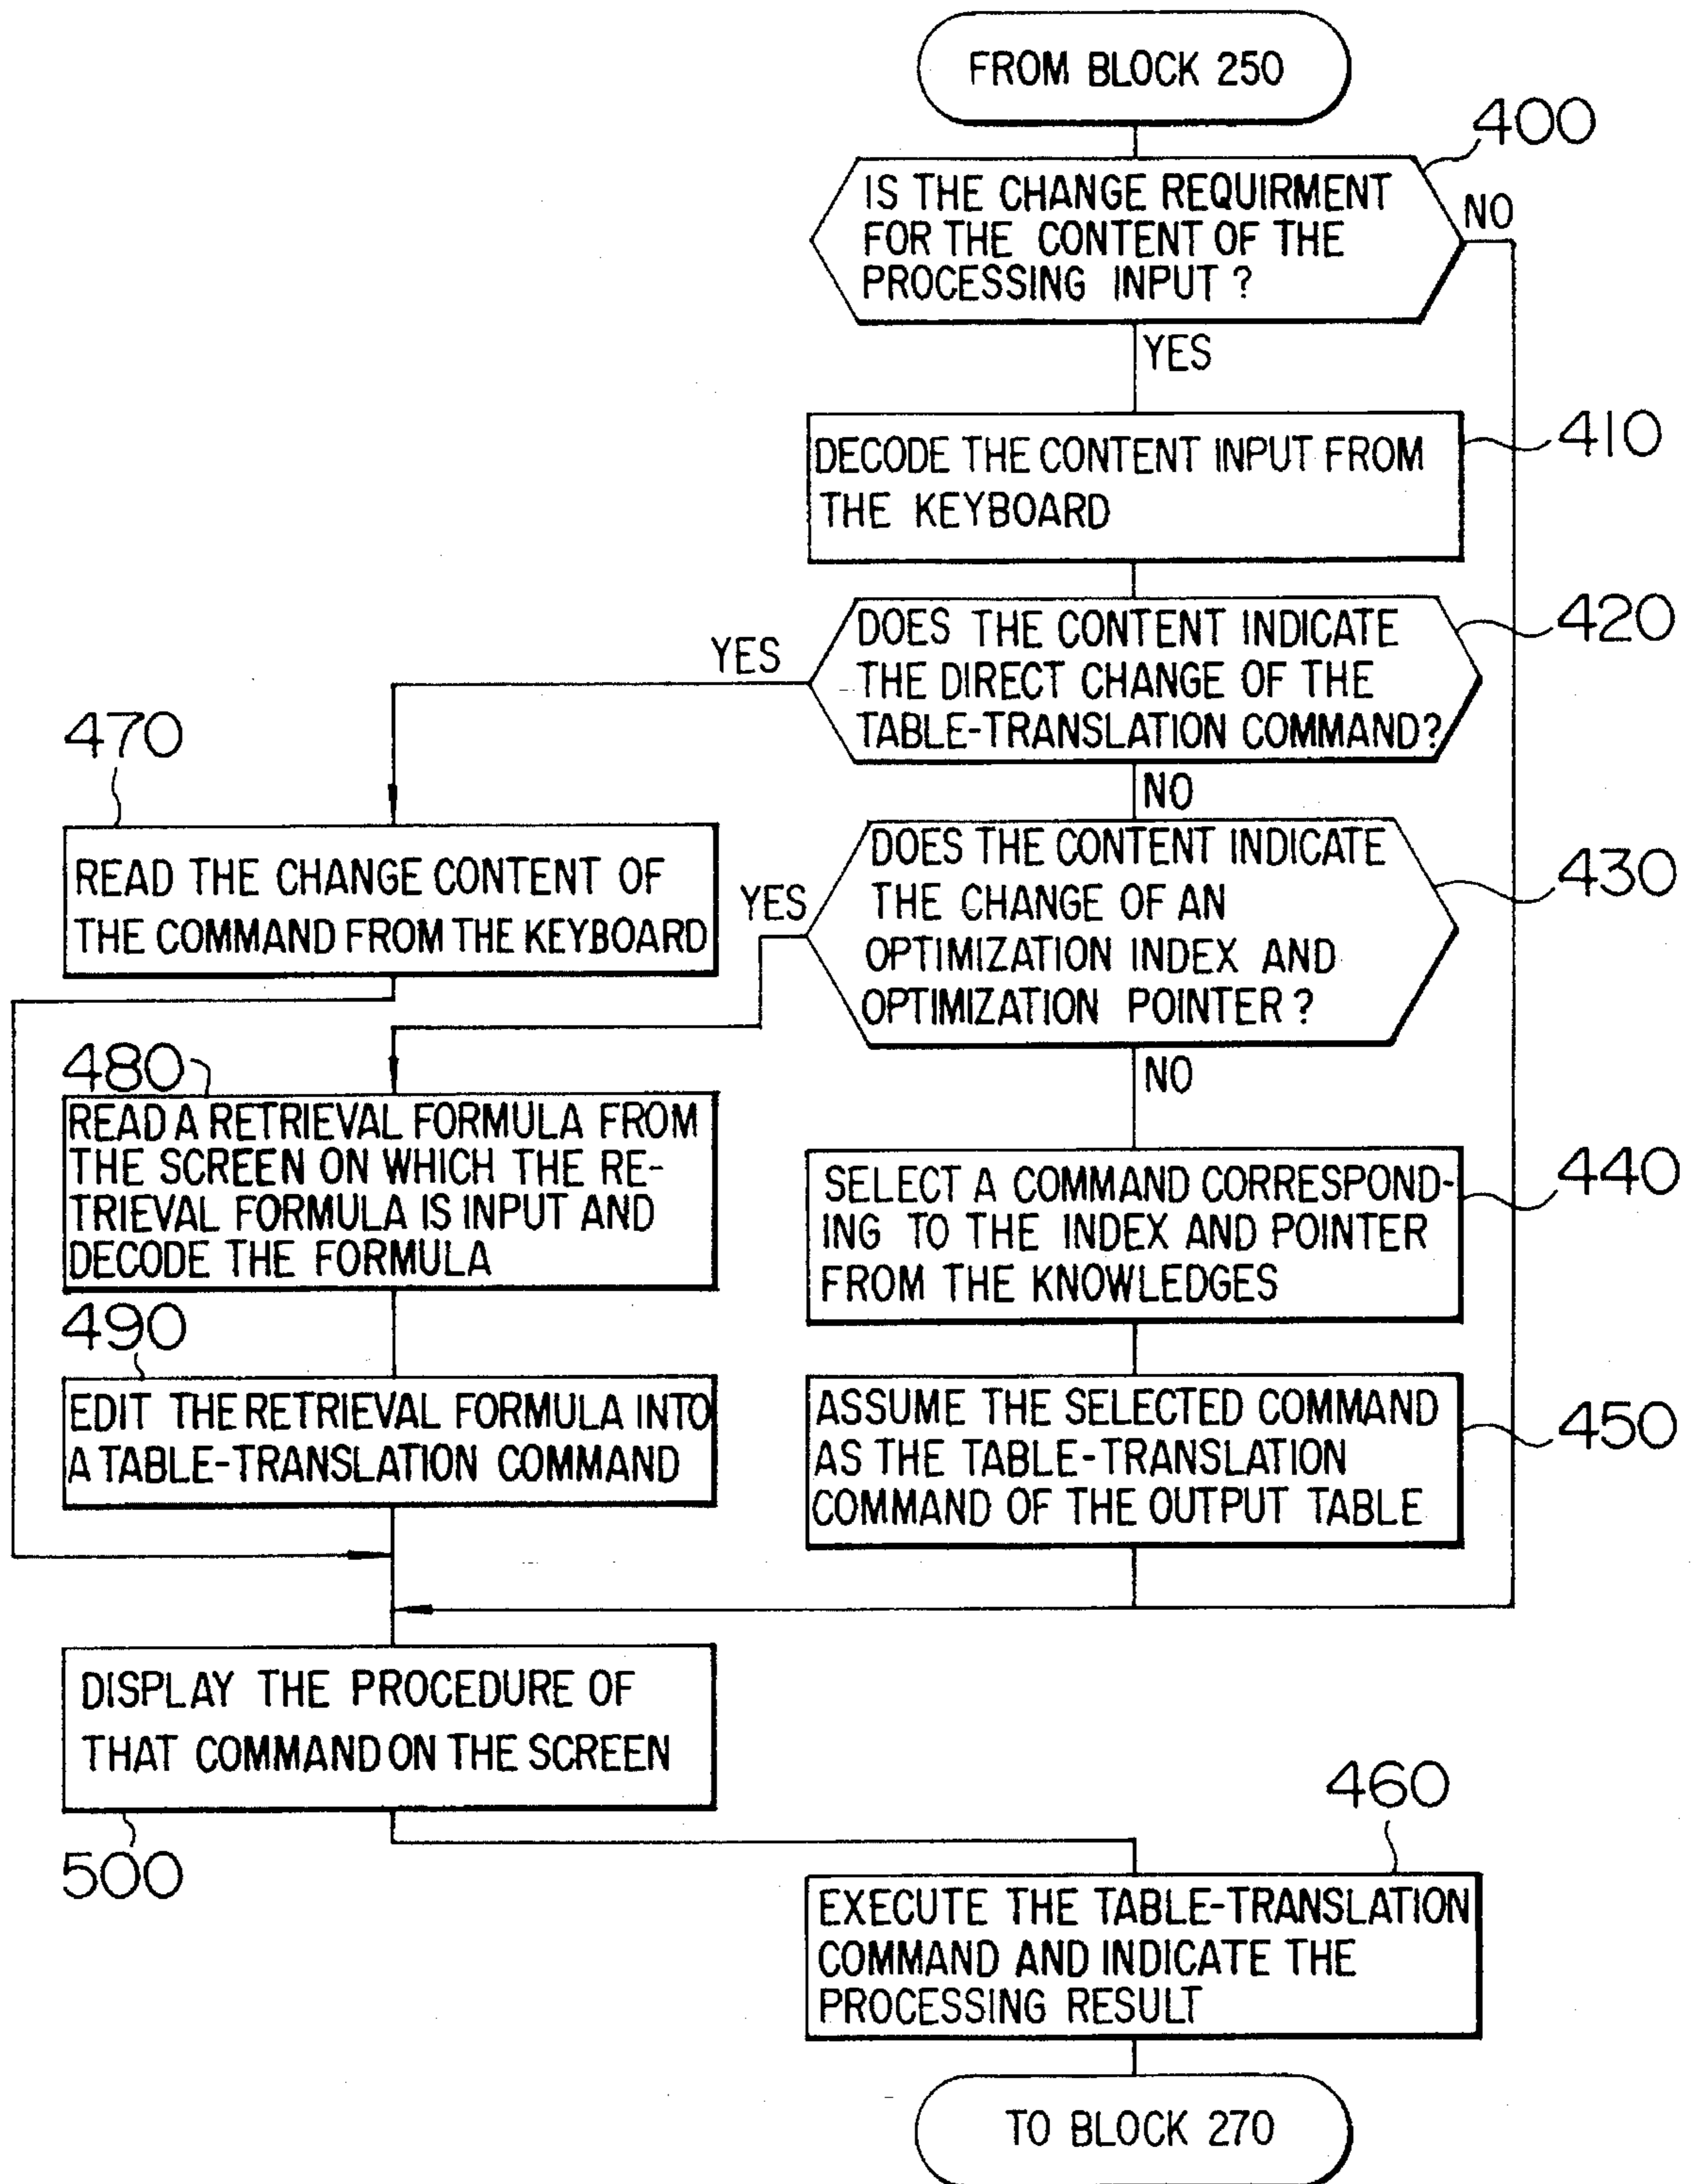 FROM BLOCK 250
400
IS THE CHANGE REQUIRMENT
FOR THE CONTENT OF THE
PROCESSING INPUT ?
NO
YES
DECODE THE CONTENT INPUT FROM
THE KEYBOARD
410
DOES THE CONTENT INDICATE
THE DIRECT CHANGE OF THE
TABLE-TRANSLATION COMMAND?
420
YES
NO
470
READ THE CHANGE CONTENT OF
THE COMMAND FROM THE KEYBOARD
DOES THE CONTENT INDICATE
THE CHANGE OF AN
OPTIMIZATION INDEX AND
OPTIMIZATION POINTER ?
430
YES
NO
480
READ A RETRIEVAL FORMULA FROM
THE SCREEN ON WHICH THE RE-
TRIEVAL FORMULA IS INPUT AND
DECODE THE FORMULA
SELECT A COMMAND CORRESPOND-
ING TO THE INDEX AND POINTER
FROM THE KNOWLEDGES
440
490
EDIT THE RETRIEVAL FORMULA INTO
A TABLE-TRANSLATION COMMAND
ASSUME THE SELECTED COMMAND
AS THE TABLE-TRANSLATION
COMMAND OF THE OUTPUT TABLE
450
DISPLAY THE PROCEDURE OF
THAT COMMAND ON THE SCREEN
500
460
EXECUTE THE TABLE-TRANSLATION
COMMAND AND INDICATE THE
PROCESSING RESULT
TO BLOCK 270